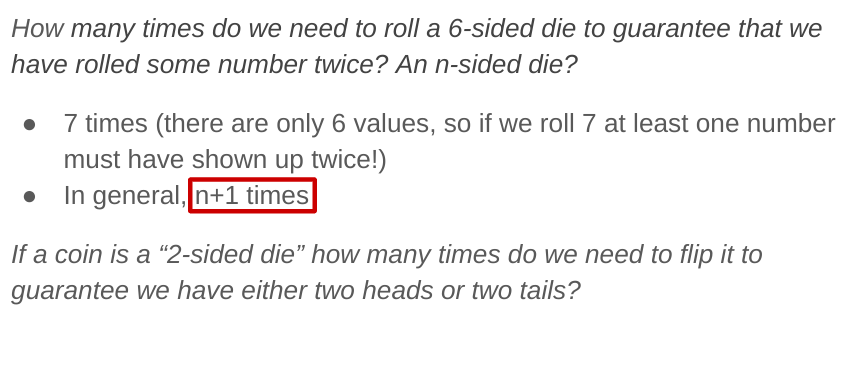 How many times do we need to roll a 6-sided die to guarantee that we
have rolled some number twice? An n-sided die?
● 7 times (there are only 6 values, so if we roll 7 at least one number
must have shown up twice!)
● In general, n+1 times
If a coin is a “2-sided die” how many times do we need to flip it to
guarantee we have either two heads or two tails?